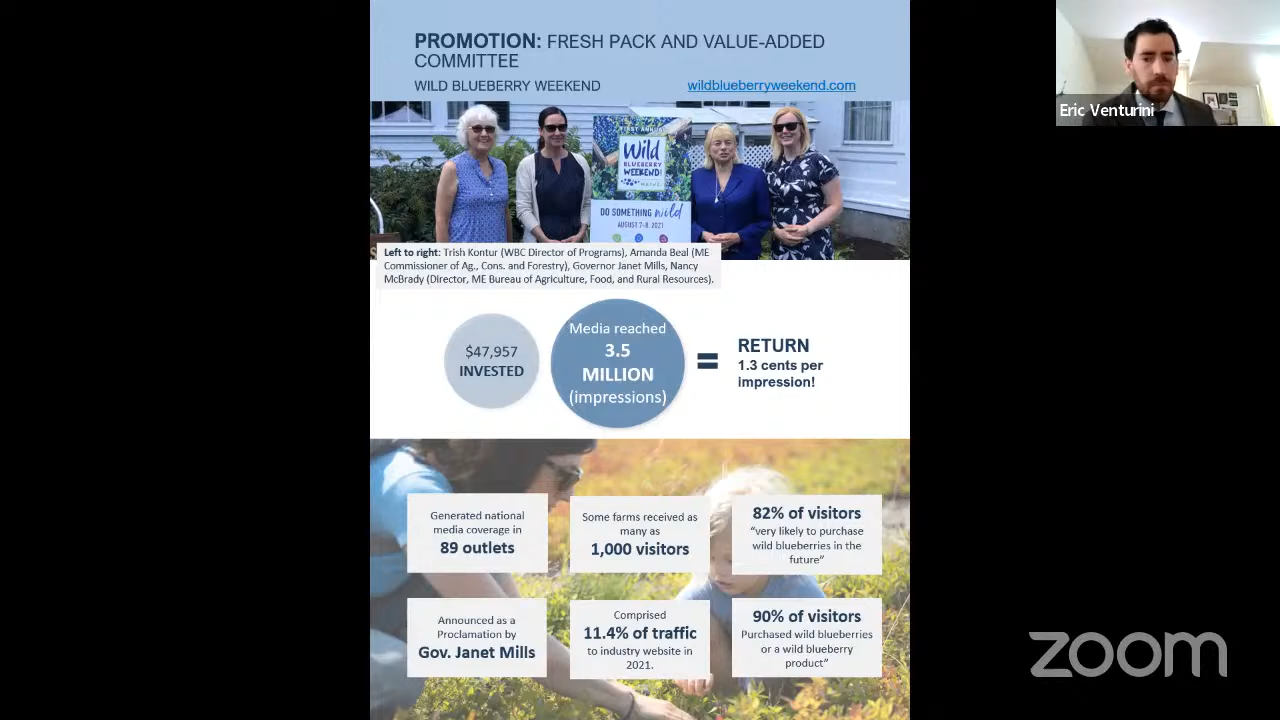 PROMOTION: FRESH PACK AND VALUE-ADDED
COMMITTEE
WILD BLUEBERRY WEEKEND
wildblueberryweekend.com
Eric Venturini
FIRST ANNUAL
Wild
BLUEBERRY
WEEKEND!
MAINE
DO SOMETHING wild
AUGUST 7-8, 2021
Left to right: Trish Kontur (WBC Director of Programs), Amanda Beal (ME
Commissioner of Ag., Cons. and Forestry), Governor Janet Mills, Nancy
McBrady (Director, ME Bureau of Agriculture, Food, and Rural Resources).
$47,957
INVESTED
Media reached
3.5
MILLION
(impressions)
=
RETURN
1.3 cents per
impression!
Generated national
media coverage in
89 outlets
Some farms received as
many as
1,000 visitors
82% of visitors
“very likely to purchase
wild blueberries in the
future”
Announced as a
Proclamation by
Gov. Janet Mills
Comprised
11.4% of traffic
to industry website in
2021.
90% of visitors
Purchased wild blueberries
or a wild blueberry
product”
zoom